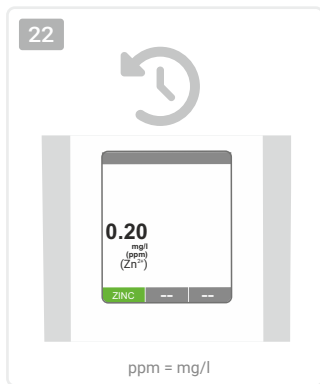 22
0.20
mg/l
(ppm)
(Zn²⁺)
ZINC -- --
ppm = mg/l